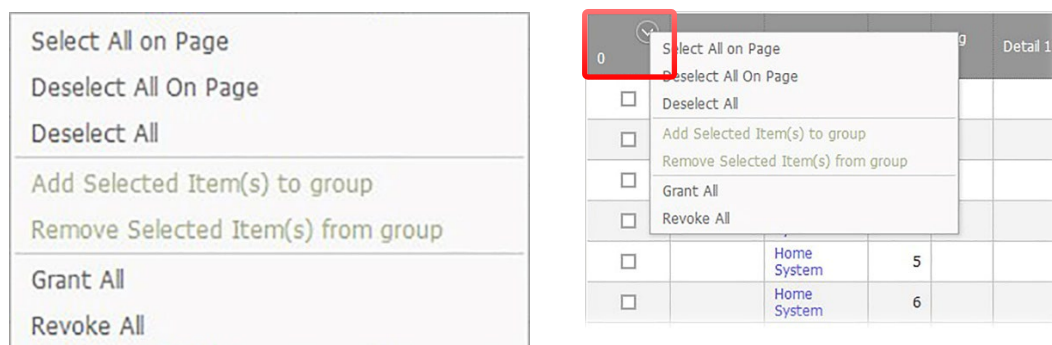 Select All on Page
Deselect All On Page
Deselect All
Add Selected Item(s) to group
Remove Selected Item(s) from group
Grant All
Revoke All
0
g
Detail 1
Select All on Page
Deselect All On Page
Deselect All
Add Selected Item(s) to group
Remove Selected Item(s) from group
Grant All
Revoke All
Home
System
5
Home
System
6